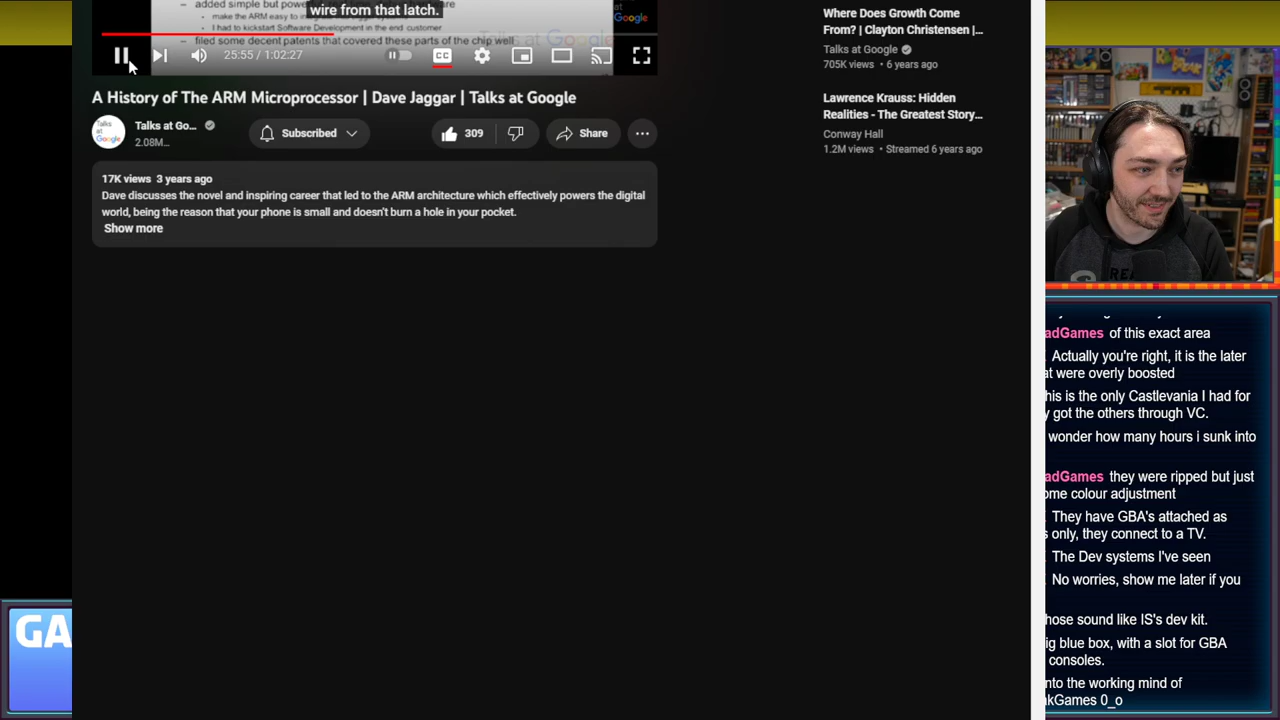 added simple but
wire from that latch.
make the ARM easy to
I had to kickstart Software Development in the end customer
filed some decent patents that covered these parts of the chip well
Talks at Google
Google
25:55 / 1:02:27
CC
A History of The ARM Microprocessor | Dave Jaggar | Talks at Google
Talks at Google
Talks at Go...
2.08M...
Subscribed
309
Share
17K views 3 years ago
Dave discusses the novel and inspiring career that led to the ARM architecture which effectively powers the digital
world, being the reason that your phone is small and doesn't burn a hole in your pocket.
Show more
Where Does Growth Come
From? | Clayton Christensen |...
Talks at Google
705K views • 6 years ago
Lawrence Krauss: Hidden
Realities - The Greatest Story...
Conway Hall
1.2M views • Streamed 6 years ago
adGames of this exact area
Actually you're right, it is the later
at were overly boosted
his is the only Castlevania I had for
y got the others through VC.
wonder how many hours i sunk into
adGames they were ripped but just
ome colour adjustment
They have GBA's attached as
s only, they connect to a TV.
The Dev systems I've seen
No worries, show me later if you
hose sound like IS's dev kit.
ig blue box, with a slot for GBA
consoles.
nto the working mind of
akGames 0_o
GA